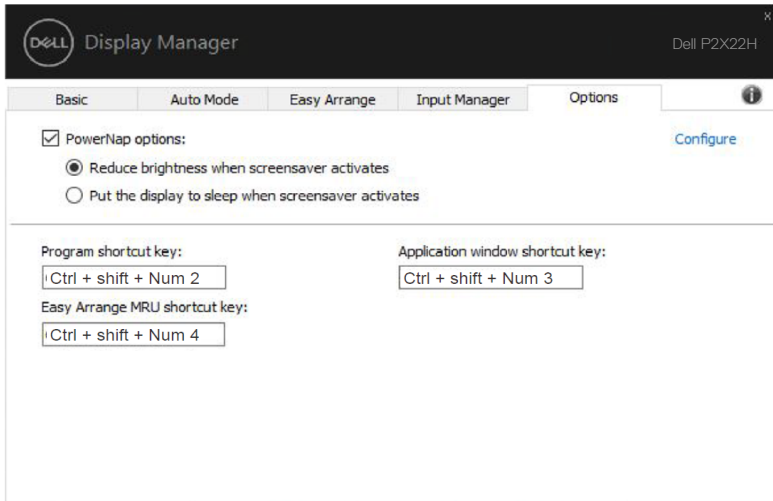 x
DELL Display Manager
Dell P2X22H
Basic Auto Mode Easy Arrange Input Manager Options
PowerNap options: Configure
Reduce brightness when screensaver activates
Put the display to sleep when screensaver activates
Program shortcut key: Application window shortcut key:
Ctrl + shift + Num 2 Ctrl + shift + Num 3
Easy Arrange MRU shortcut key:
Ctrl + shift + Num 4